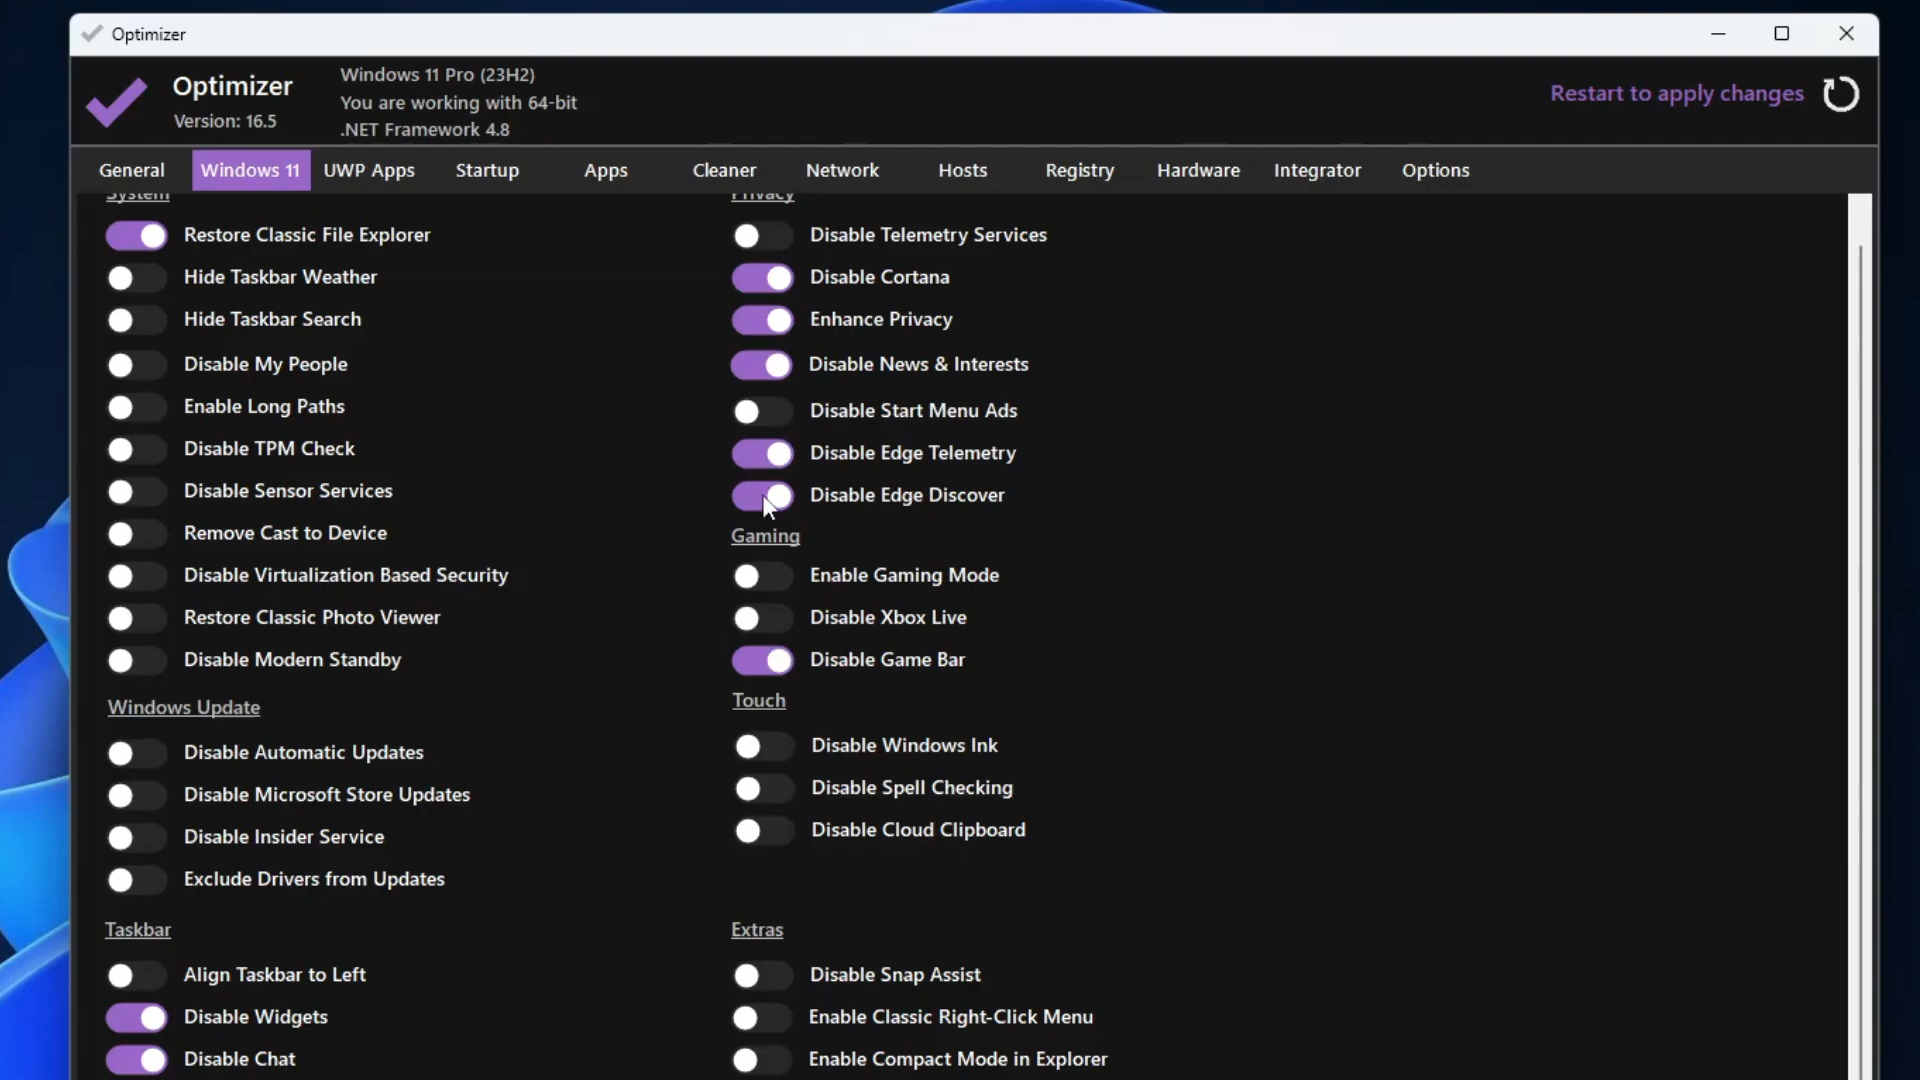 Optimizer
Optimizer
Version: 16.5
Windows 11 Pro (23H2)
You are working with 64-bit
.NET Framework 4.8
Restart to apply changes
General Windows 11 UWP Apps Startup Apps Cleaner Network Hosts Registry Hardware Integrator Options
System
Restore Classic File Explorer
Hide Taskbar Weather
Hide Taskbar Search
Disable My People
Enable Long Paths
Disable TPM Check
Disable Sensor Services
Remove Cast to Device
Disable Virtualization Based Security
Restore Classic Photo Viewer
Disable Modern Standby
Windows Update
Disable Automatic Updates
Disable Microsoft Store Updates
Disable Insider Service
Exclude Drivers from Updates
Taskbar
Align Taskbar to Left
Disable Widgets
Disable Chat
Privacy
Disable Telemetry Services
Disable Cortana
Enhance Privacy
Disable News & Interests
Disable Start Menu Ads
Disable Edge Telemetry
Disable Edge Discover
Gaming
Enable Gaming Mode
Disable Xbox Live
Disable Game Bar
Touch
Disable Windows Ink
Disable Spell Checking
Disable Cloud Clipboard
Extras
Disable Snap Assist
Enable Classic Right-Click Menu
Enable Compact Mode in Explorer